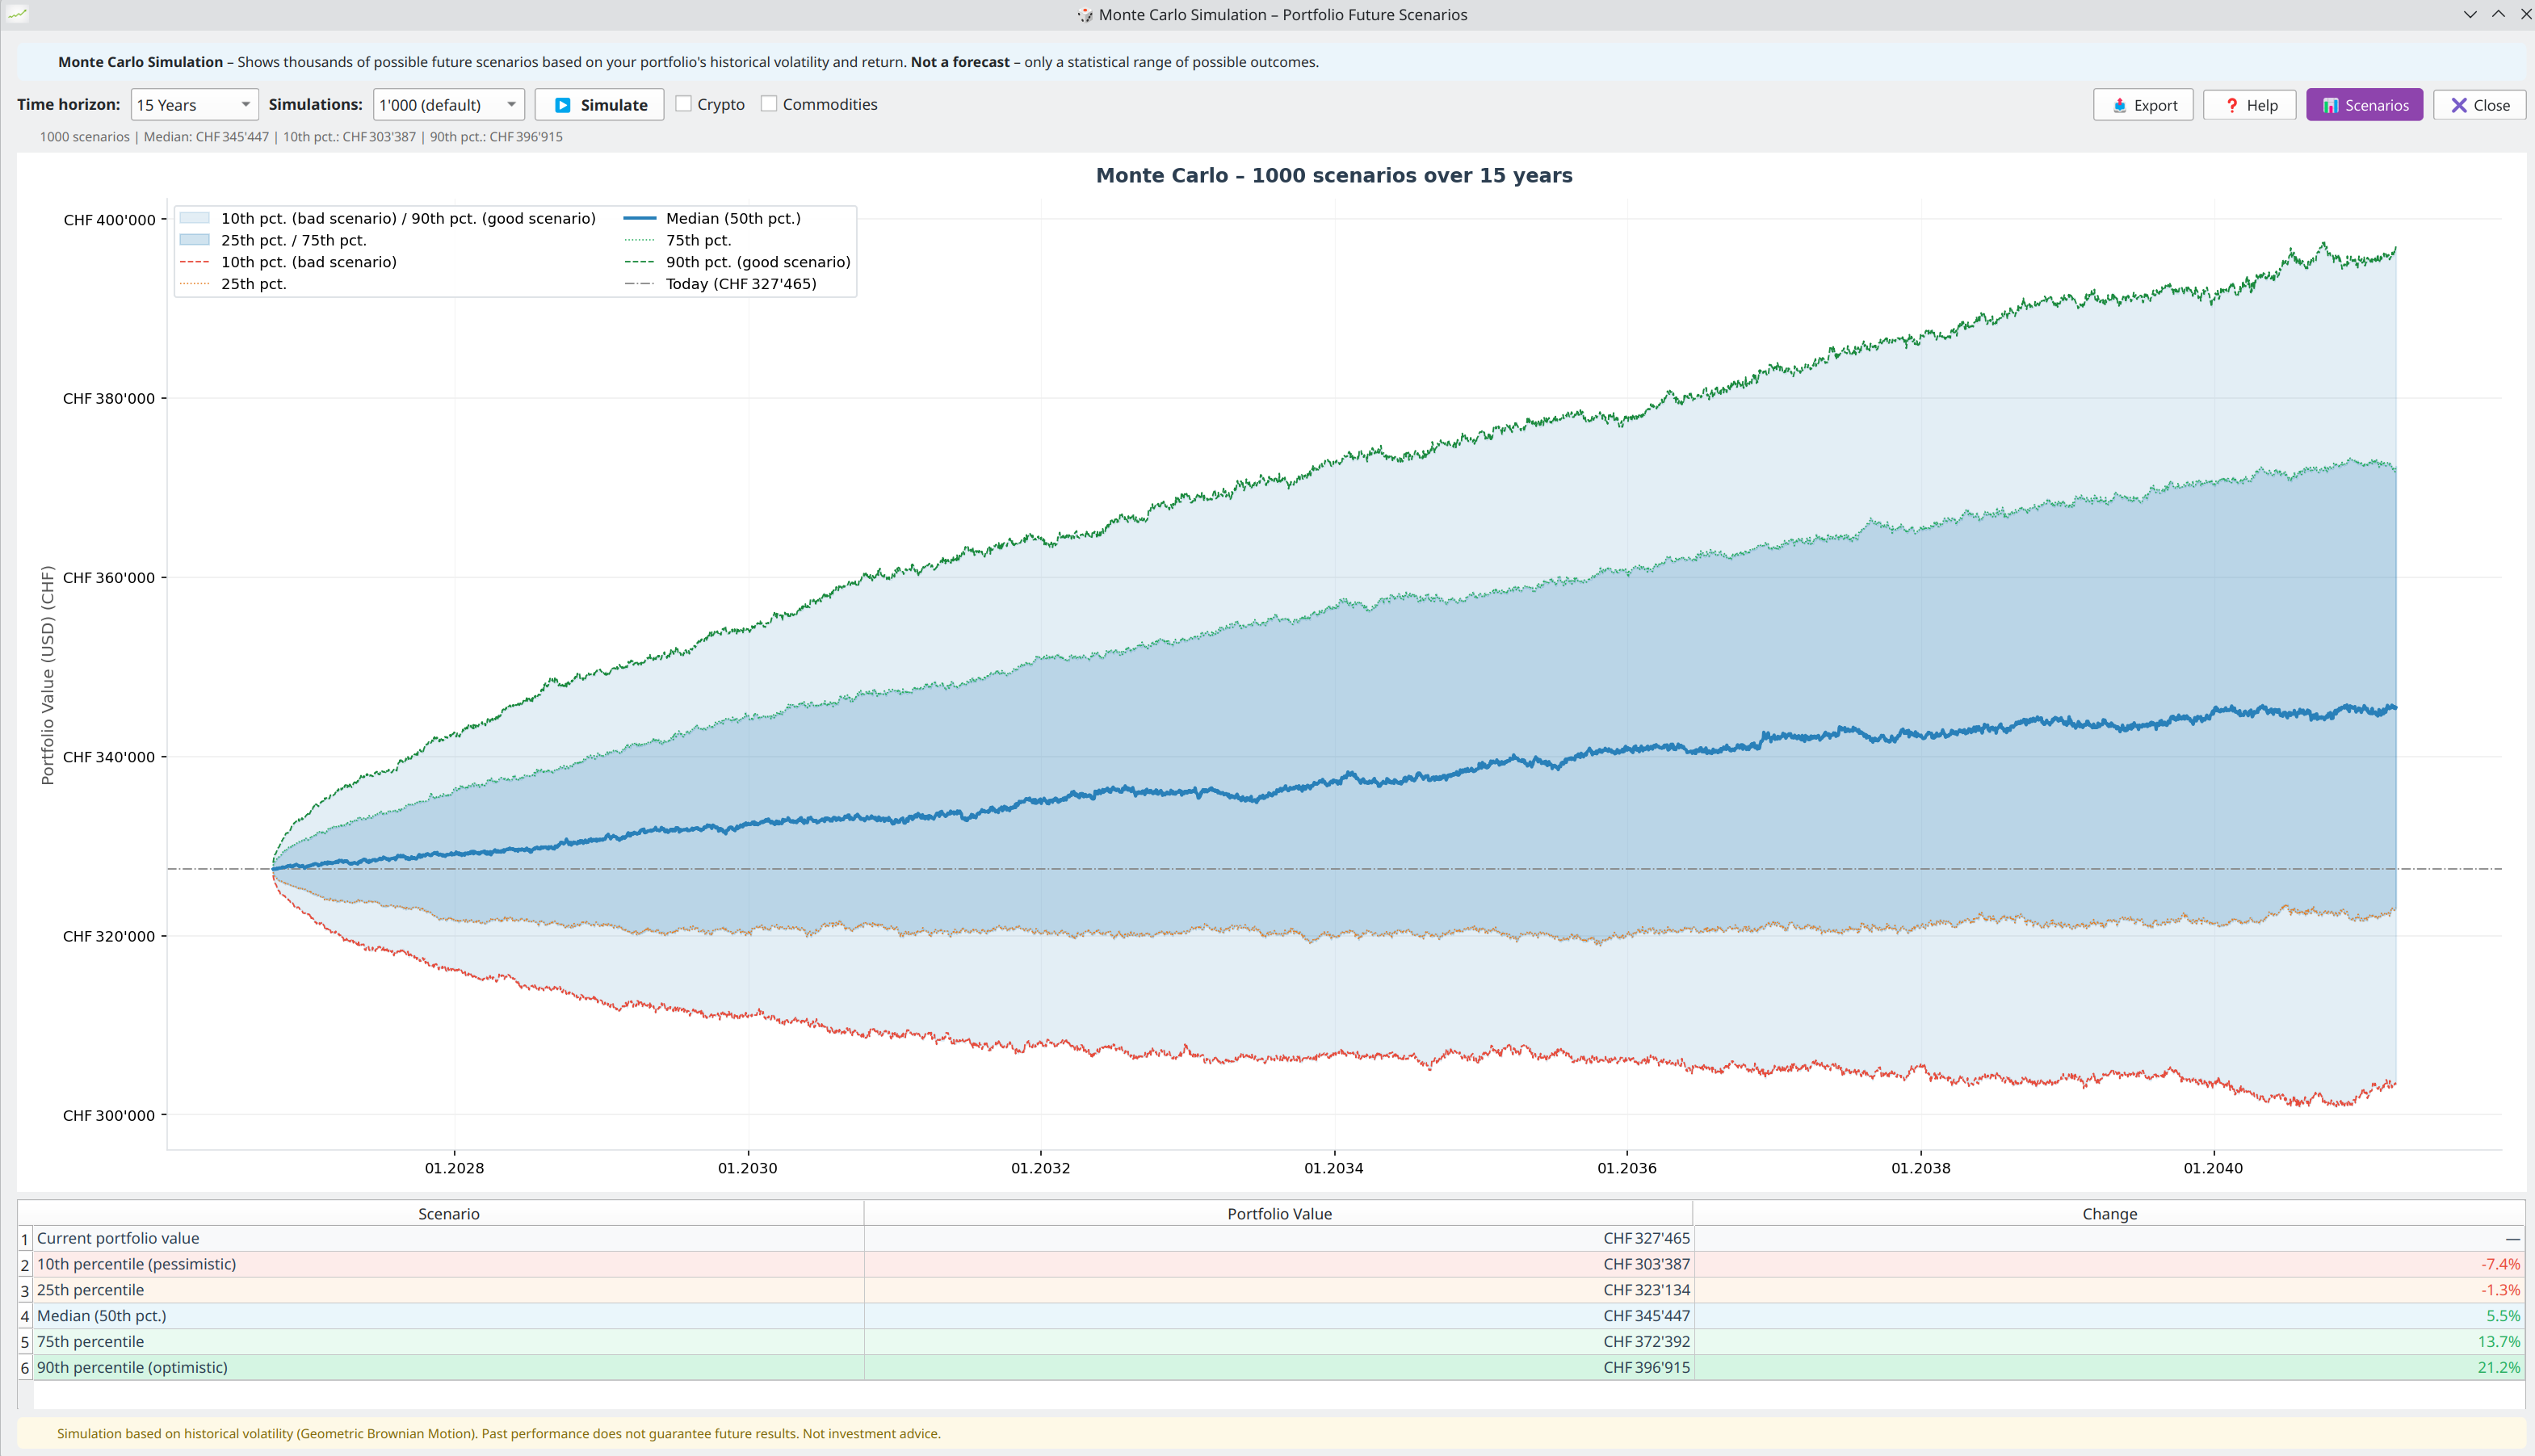 Monte Carlo Simulation – Portfolio Future Scenarios
Monte Carlo Simulation – Shows thousands of possible future scenarios based on your portfolio's historical volatility and return. Not a forecast – only a statistical range of possible outcomes.
Time horizon: 15 Years Simulations: 1'000 (default) Simulate Crypto Commodities Export Help Scenarios Close
1000 scenarios | Median: CHF 345'447 | 10th pct.: CHF 303'387 | 90th pct.: CHF 396'915
Monte Carlo – 1000 scenarios over 15 years
10th pct. (bad scenario) / 90th pct. (good scenario)
25th pct. / 75th pct.
10th pct. (bad scenario)
25th pct.
Median (50th pct.)
75th pct.
90th pct. (good scenario)
Today (CHF 327'465)
Portfolio Value (USD) (CHF)
CHF 400'000
CHF 380'000
CHF 360'000
CHF 340'000
CHF 320'000
CHF 300'000
01.2028 01.2030 01.2032 01.2034 01.2036 01.2038 01.2040
Scenario Portfolio Value Change
1 Current portfolio value CHF 327'465 —
2 10th percentile (pessimistic) CHF 303'387 -7.4%
3 25th percentile CHF 323'134 -1.3%
4 Median (50th pct.) CHF 345'447 5.5%
5 75th percentile CHF 372'392 13.7%
6 90th percentile (optimistic) CHF 396'915 21.2%
Simulation based on historical volatility (Geometric Brownian Motion). Past performance does not guarantee future results. Not investment advice.